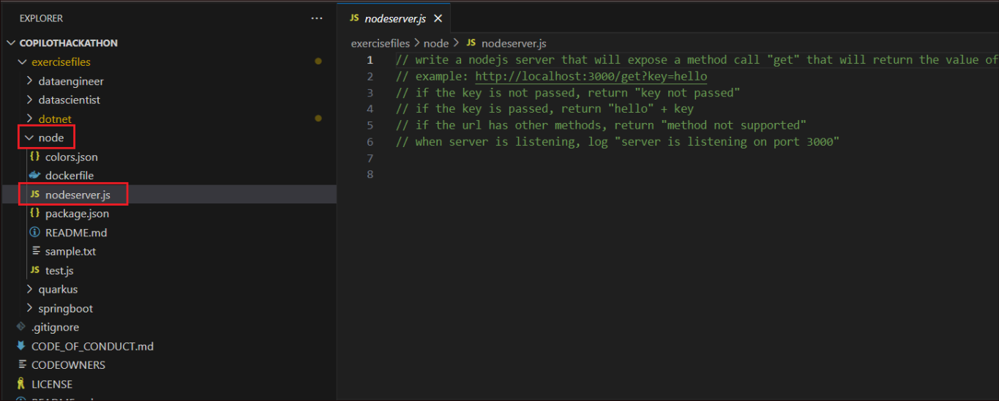 EXPLORER
COPILOTHACKATHON
exercisefiles
dataengineer
datascientist
dotnet
node
{} colors.json
dockerfile
JS nodeserver.js
{} package.json
README.md
sample.txt
JS test.js
quarkus
springboot
.gitignore
CODE_OF_CONDUCT.md
CODEOWNERS
LICENSE
JS nodeserver.js
exercisefiles > node > JS nodeserver.js
1 // write a nodejs server that will expose a method call "get" that will return the value of
2 // example: http://localhost:3000/get?key=hello
3 // if the key is not passed, return "key not passed"
4 // if the key is passed, return "hello" + key
5 // if the url has other methods, return "method not supported"
6 // when server is listening, log "server is listening on port 3000"
7
8